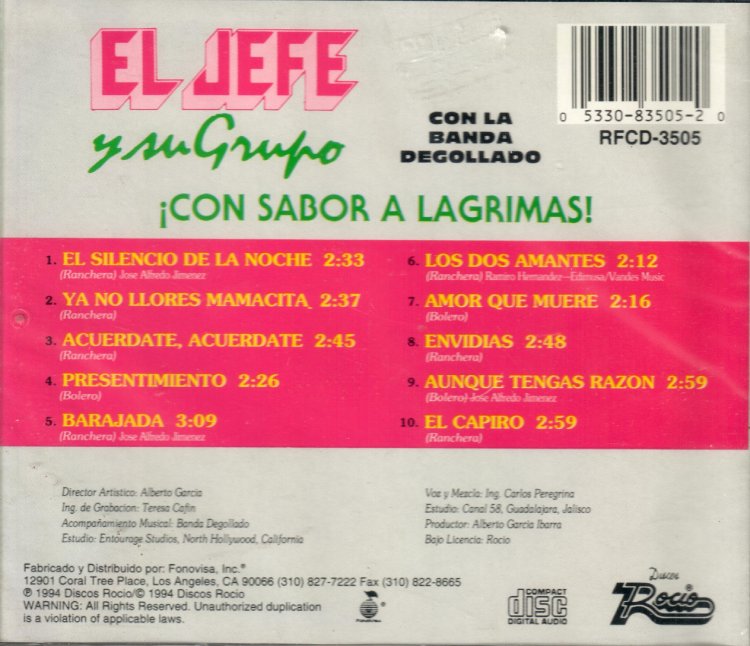 EL JEFE
y su Grupo
CON LA
BANDA
DEGOLLADO
0 5330-83505-2 0
RFCD-3505
¡CON SABOR A LAGRIMAS!
1. EL SILENCIO DE LA NOCHE 2:33
(Ranchera) Jose Alfredo Jimenez
2. YA NO LLORES MAMACITA 2:37
(Ranchera)
3. ACUERDATE, ACUERDATE 2:45
(Ranchera)
4. PRESENTIMIENTO 2:26
(Bolero)
5. BARAJADA 3:09
(Ranchera) Jose Alfredo Jimenez
6. LOS DOS AMANTES 2:12
(Ranchera) Ramiro Hernandez—Edimusa/Vandes Music
7. AMOR QUE MUERE 2:16
(Bolero)
8. ENVIDIAS 2:48
(Ranchera)
9. AUNQUE TENGAS RAZON 2:59
(Bolero) Jose Alfredo Jimenez
10. EL CAPIRO 2:59
(Ranchera)
Director Artistico: Alberto Garcia
Ing. de Grabacion: Teresa Cafin
Acompañamiento Musical: Banda Degollado
Estudio: Entourage Studios, North Hollywood, California
Voz y Mezcla: Ing. Carlos Peregrina
Estudio: Canal 58, Guadalajara, Jalisco
Productor: Alberto Garcia Ibarra
Bajo Licencia: Rocio
Fabricado y Distribuido por: Fonovisa, Inc.®
12901 Coral Tree Place, Los Angeles, CA 90066 (310) 827-7222 Fax (310) 822-8665
℗ 1994 Discos Rocio/© 1994 Discos Rocio
WARNING: All Rights Reserved. Unauthorized duplication
is a violation of applicable laws.
Fonovisa
COMPACT
disc
DIGITAL AUDIO
Discos
Rocio